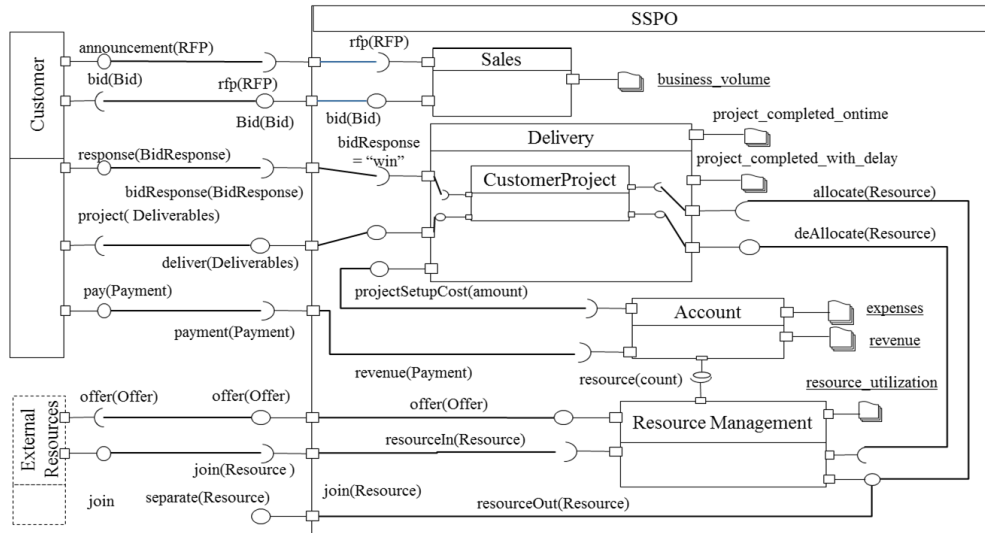 SSPO
announcement(RFP)
rfp(RFP)
Sales
bid(Bid)
rfp(RFP)
business_volume
Customer
Bid(Bid)
bid(Bid)
project_completed_ontime
bidResponse
= “win”
Delivery
response(BidResponse)
project_completed_with_delay
CustomerProject
bidResponse(BidResponse)
allocate(Resource)
project( Deliverables)
deAllocate(Resource)
deliver(Deliverables)
pay(Payment)
projectSetupCost(amount)
Account
expenses
payment(Payment)
revenue
revenue(Payment)
resource(count)
resource_utilization
offer(Offer)
offer(Offer)
offer(Offer)
Resource Management
External
Resources
resourceIn(Resource)
join(Resource )
join
separate(Resource)
join(Resource)
resourceOut(Resource)